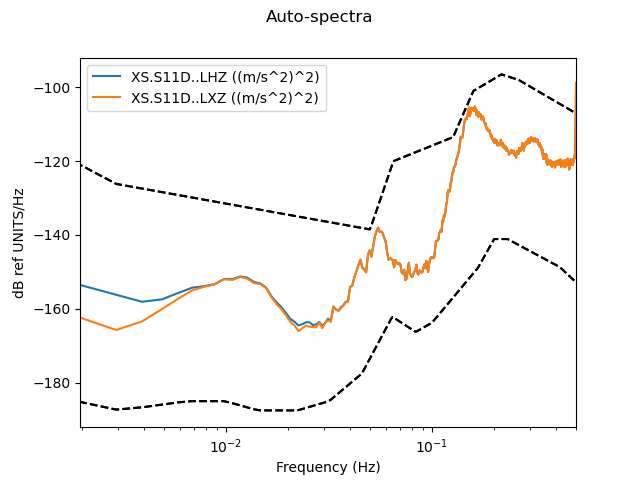 Auto-spectra
XS.S11D..LHZ ((m/s^2)^2)
XS.S11D..LXZ ((m/s^2)^2)
dB ref UNITS/Hz
−100
−120
−140
−160
−180
10^{-2}
10^{-1}
Frequency (Hz)